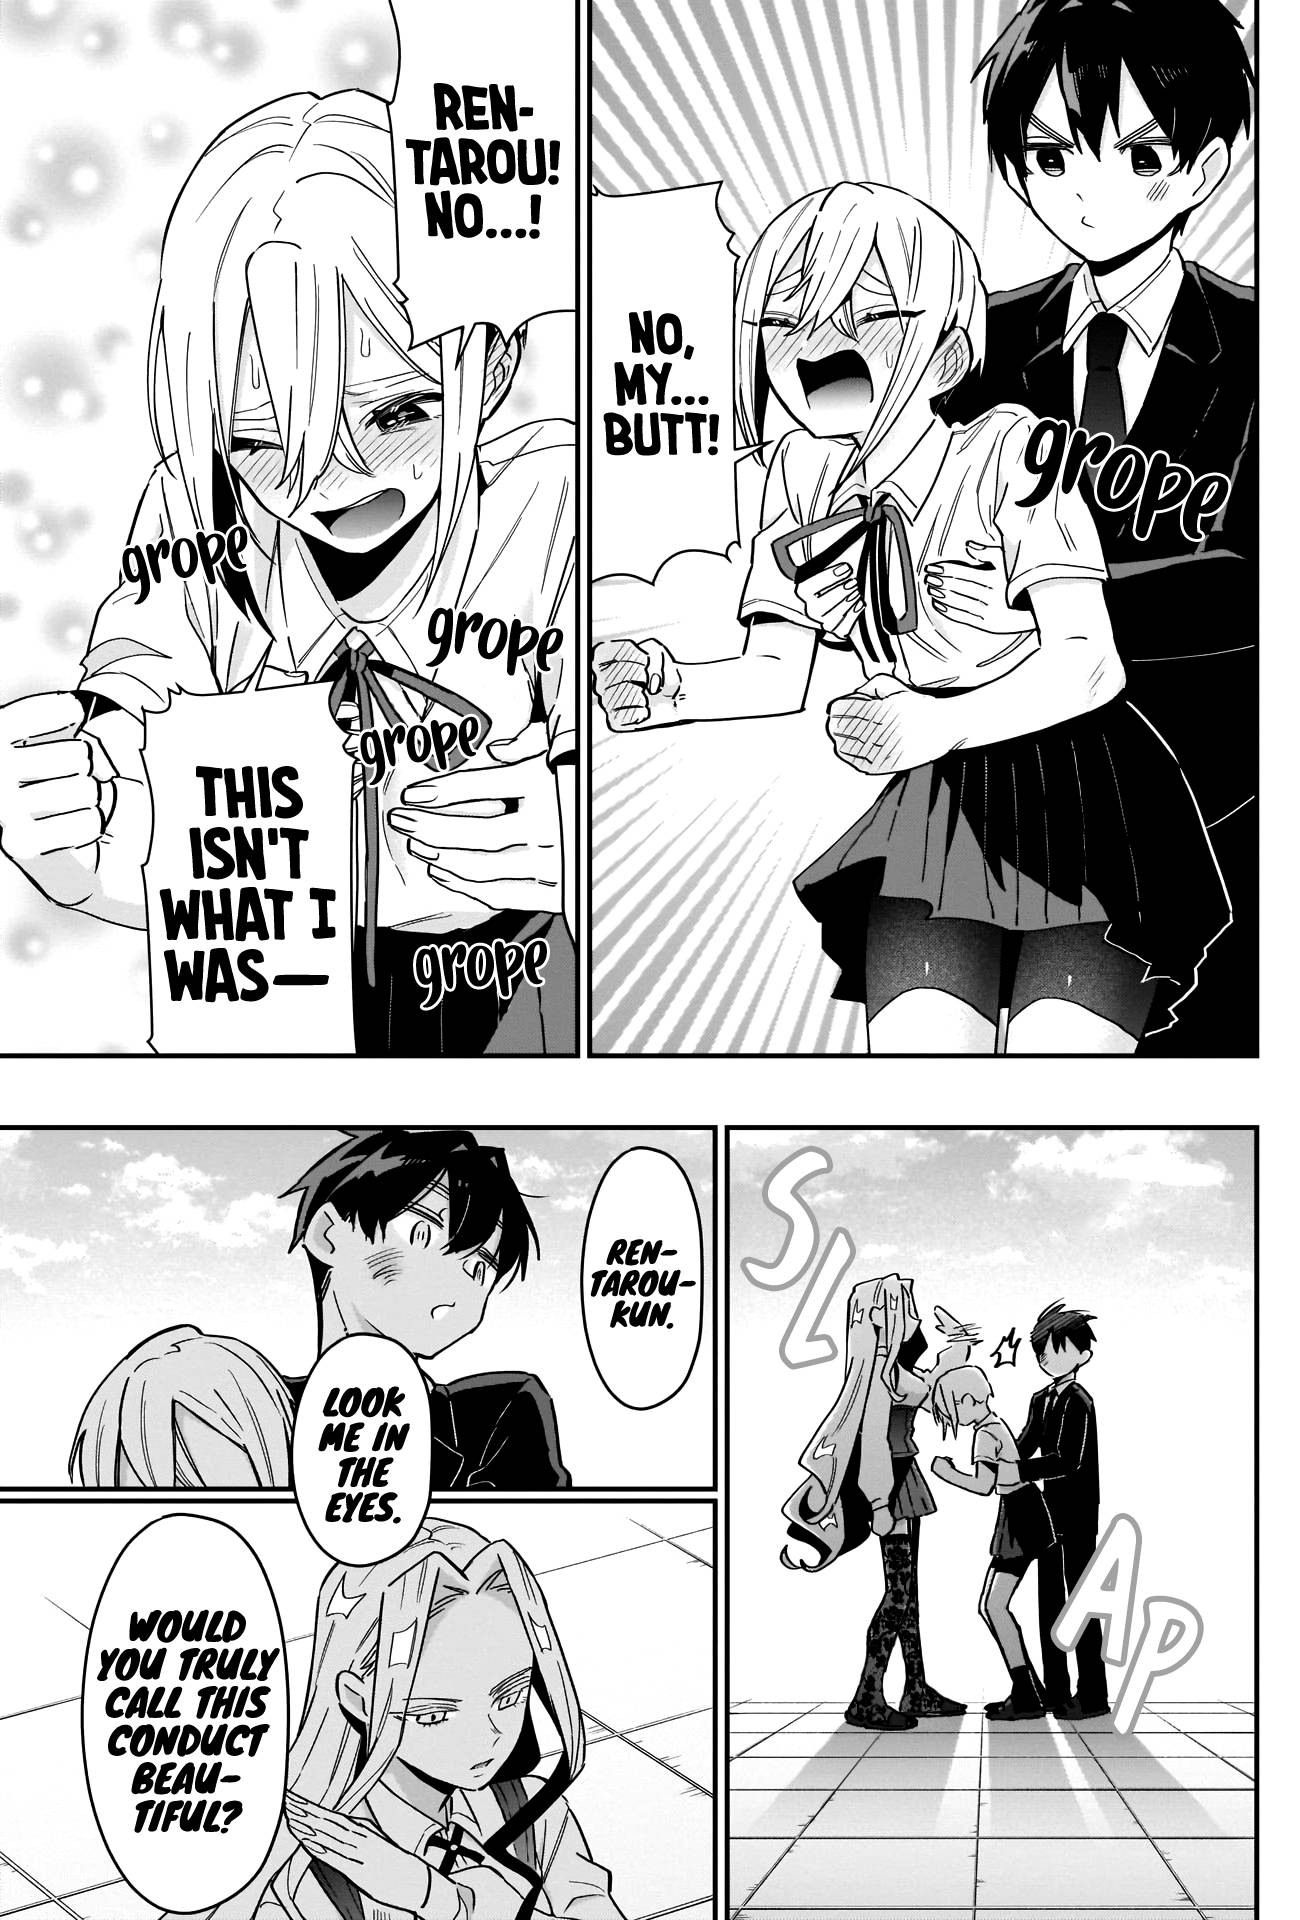 NO,
MY...
BUTT!
grope
REN-
TAROU!
NO...!
grope
grope
grope
grope
THIS
ISN'T
WHAT I
WAS—
SL
AP
REN-
TAROU-
KUN.
LOOK
ME IN
THE
EYES.
WOULD
YOU TRULY
CALL THIS
CONDUCT
BEAU-
TIFUL?